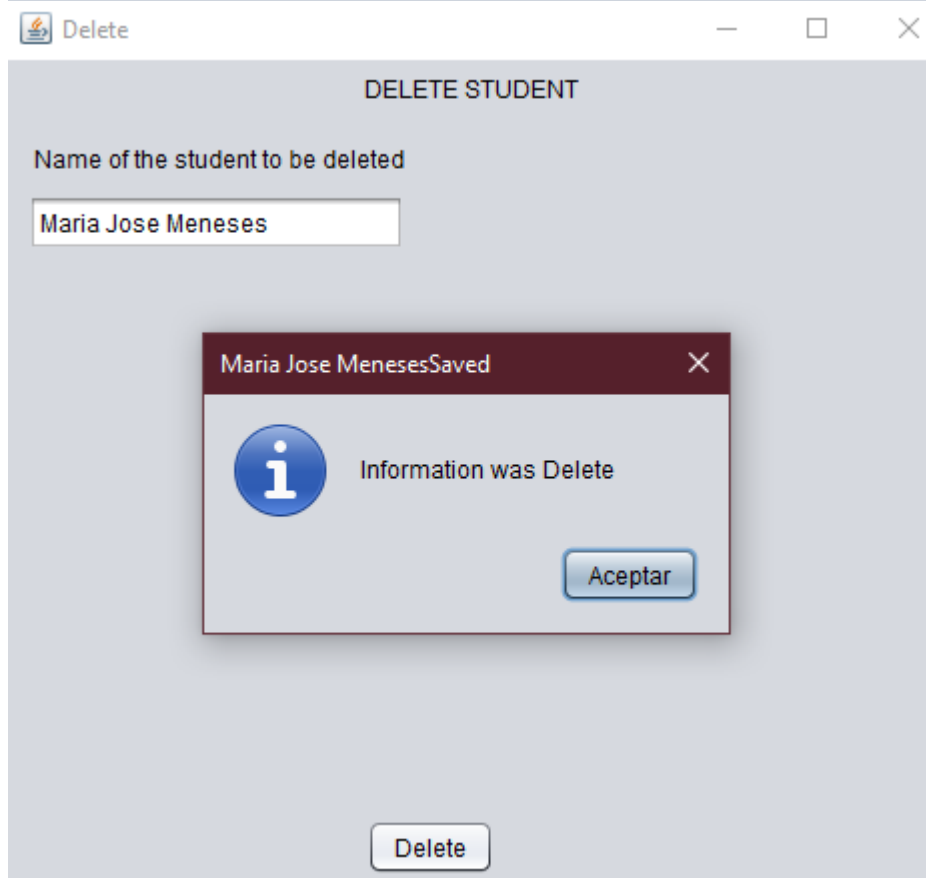 Delete
DELETE STUDENT
Name of the student to be deleted
Maria Jose Meneses
Maria Jose MenesesSaved
Information was Delete
Aceptar
Delete